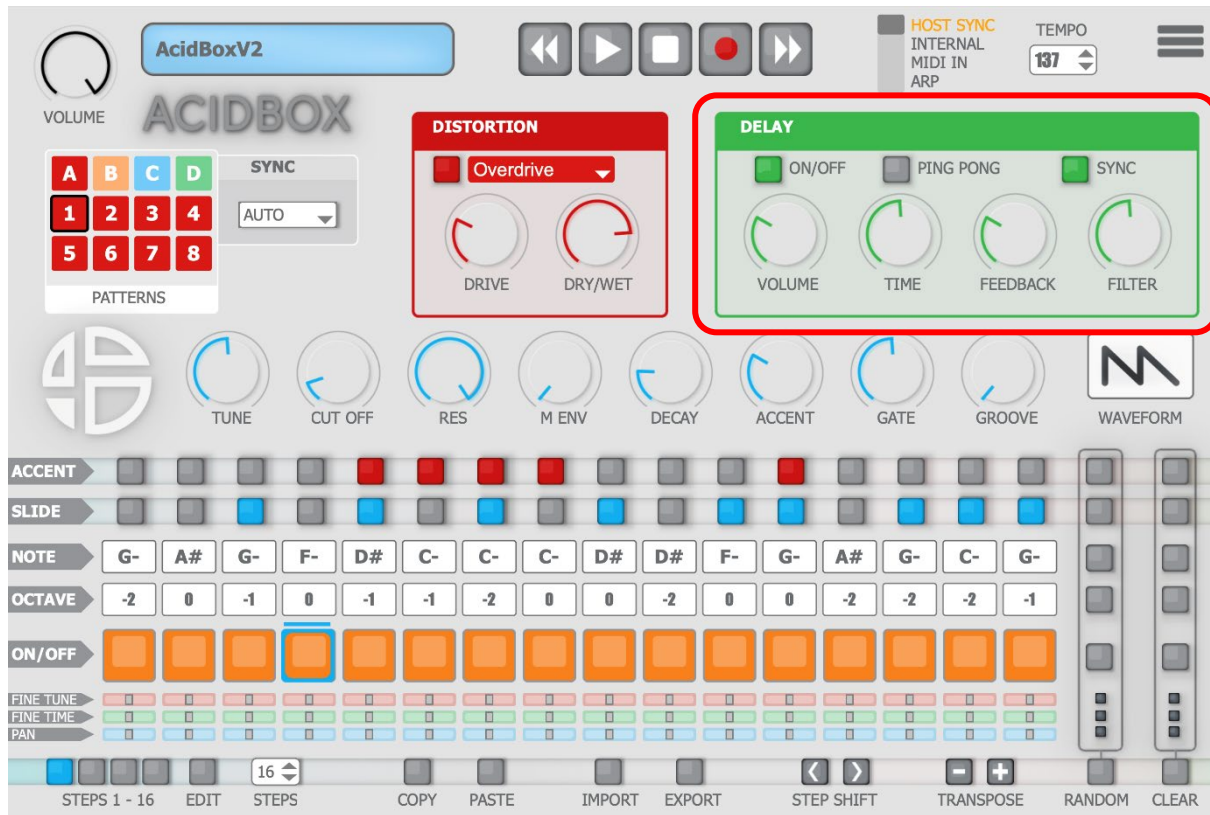 AcidBoxV2
HOST SYNC
INTERNAL
MIDI IN
ARP
TEMPO
137
VOLUME
ACIDBOX
A B C D
1 2 3 4
5 6 7 8
PATTERNS
SYNC
AUTO
DISTORTION
Overdrive
DRIVE DRY/WET
DELAY
ON/OFF PING PONG SYNC
VOLUME TIME FEEDBACK FILTER
TUNE CUT OFF RES M ENV DECAY ACCENT GATE GROOVE WAVEFORM
ACCENT
SLIDE
NOTE G- A# G- F- D# C- C- C- D# D# F- G- A# G- C- G-
OCTAVE -2 0 -1 0 -1 -1 -2 0 0 -2 0 0 -2 -2 -2 -1
ON/OFF
FINE TUNE
FINE TIME
PAN
16
STEPS 1 - 16 EDIT STEPS COPY PASTE IMPORT EXPORT STEP SHIFT TRANSPOSE RANDOM CLEAR